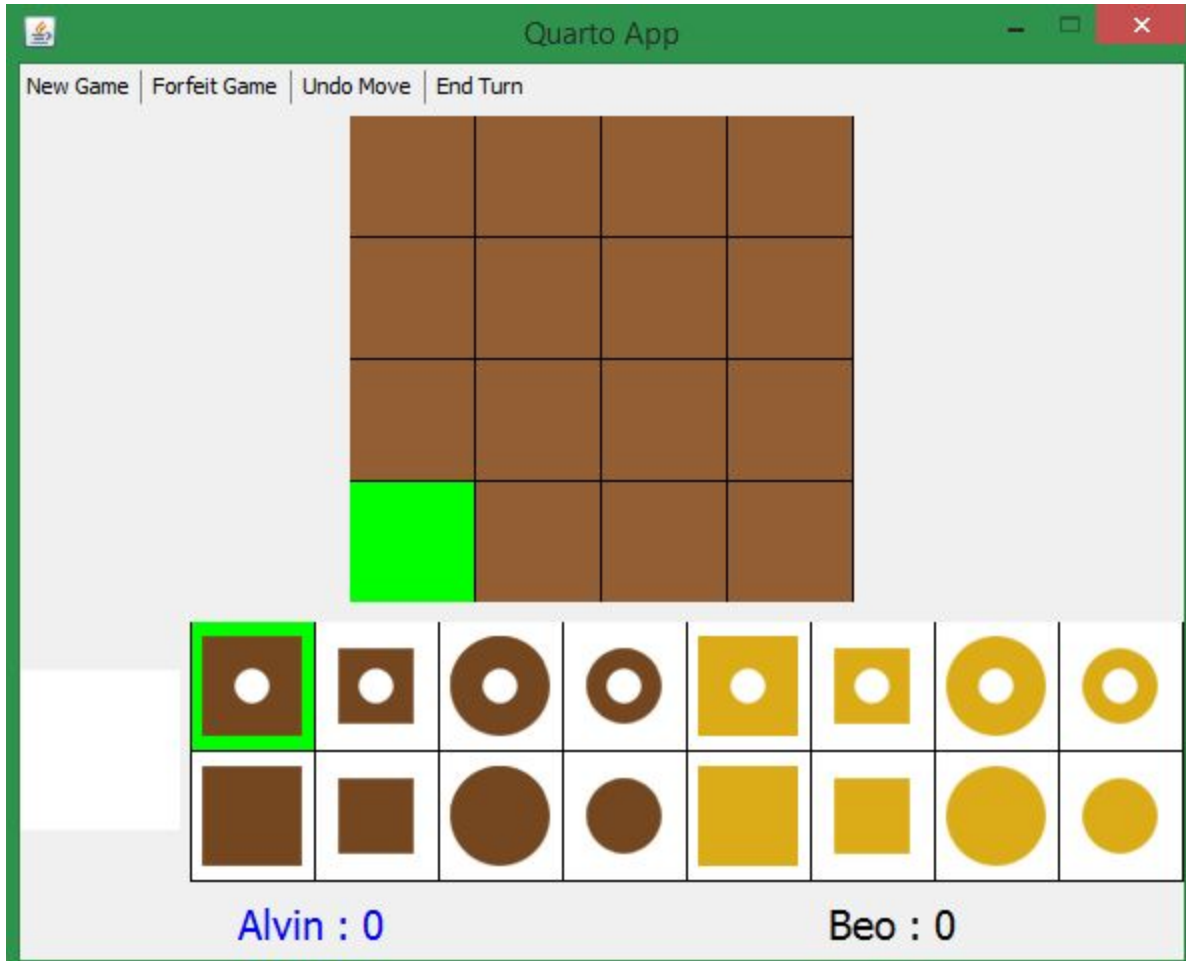 Quarto App
New Game | Forfeit Game | Undo Move | End Turn
Alvin : 0 Beo : 0